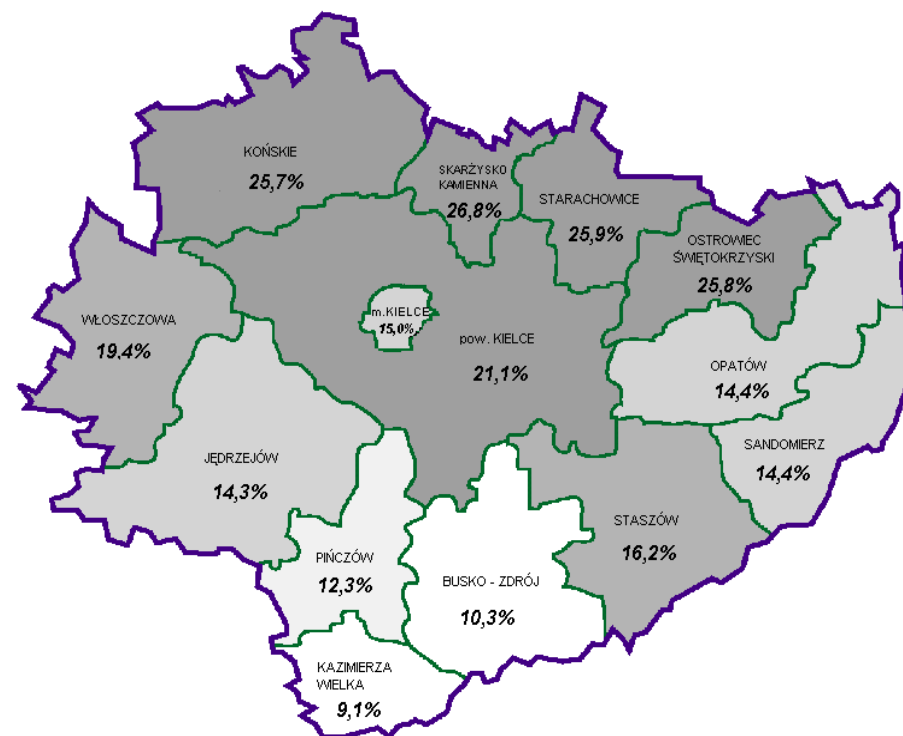 KOŃSKIE
25,7%
SKARŻYSKO
KAMIENNA
26,8%
STARACHOWICE
25,9%
OSTROWIEC
ŚWIĘTOKRZYSKI
25,8%
WŁOSZCZOWA
19,4%
m.KIELCE
15,0%
pow. KIELCE
21,1%
OPATÓW
14,4%
SANDOMIERZ
14,4%
JĘDRZEJÓW
14,3%
STASZÓW
16,2%
PIŃCZÓW
12,3%
BUSKO - ZDRÓJ
10,3%
KAZIMIERZA
WIELKA
9,1%